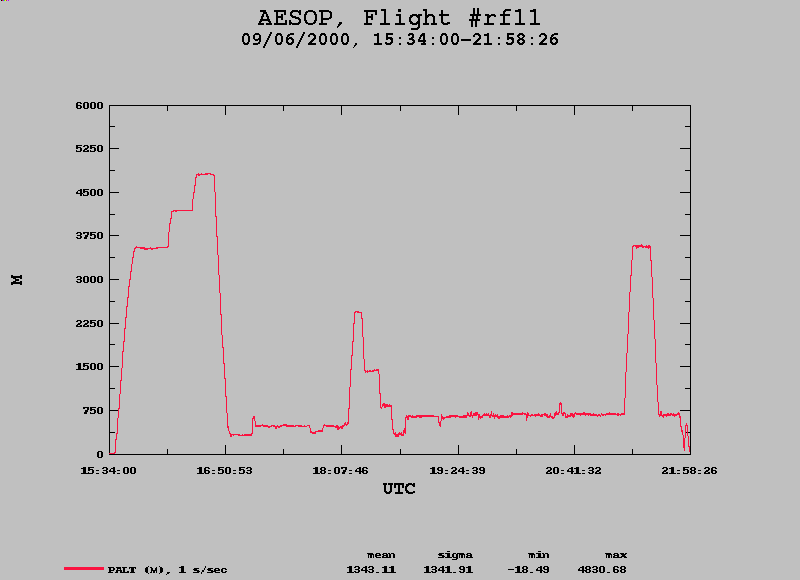 AESOP, Flight #rf11
09/06/2000, 15:34:00-21:58:26
6000
5250
4500
3750
3000
2250
1500
750
0
M
15:34:00 16:50:53 18:07:46 19:24:39 20:41:32 21:58:26
UTC
mean sigma min max
PALT (M), 1 s/sec 1343.11 1341.91 -18.49 4830.68